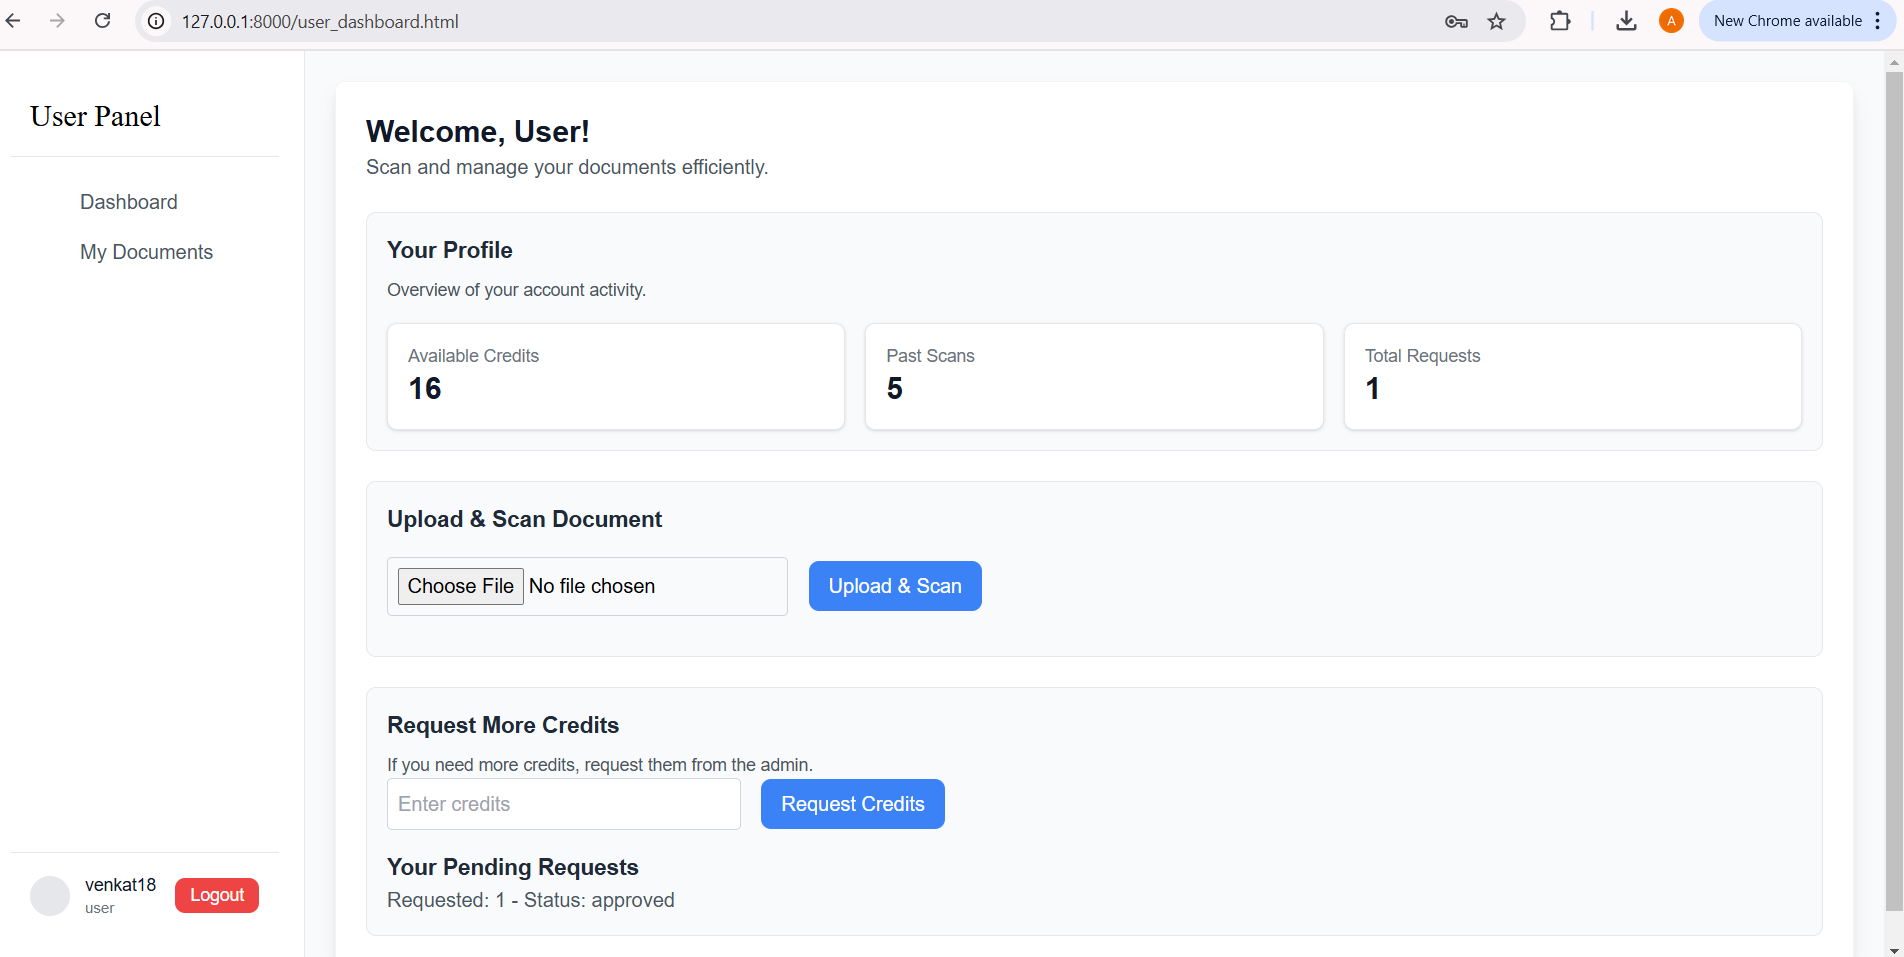 127.0.0.1:8000/user_dashboard.html
A
New Chrome available
User Panel
Dashboard
My Documents
venkat18
user
Logout
Welcome, User!
Scan and manage your documents efficiently.
Your Profile
Overview of your account activity.
Available Credits
16
Past Scans
5
Total Requests
1
Upload & Scan Document
Choose File No file chosen
Upload & Scan
Request More Credits
If you need more credits, request them from the admin.
Enter credits
Request Credits
Your Pending Requests
Requested: 1 - Status: approved